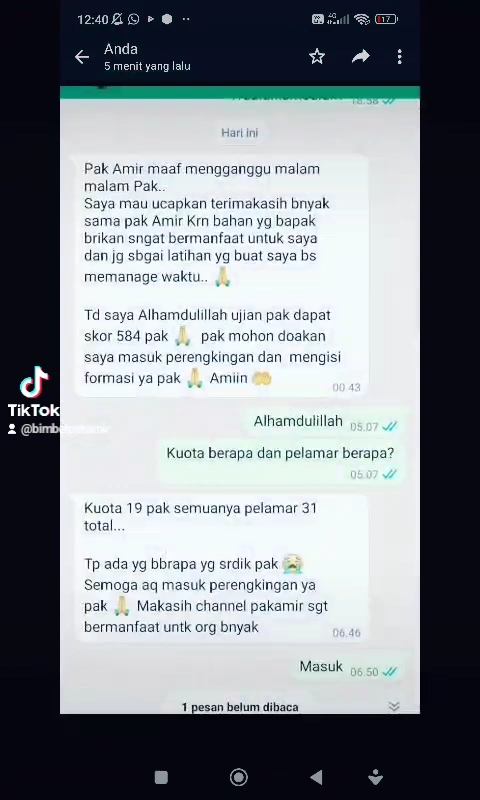 12:40
17
Anda
5 menit yang lalu
18.58
Hari ini
Pak Amir maaf mengganggu malam
malam Pak..
Saya mau ucapkan terimakasih bnyak
sama pak Amir Krn bahan yg bapak
brikan sngat bermanfaat untuk saya
dan jg sbgai latihan yg buat saya bs
memanage waktu.. 🙏
Td saya Alhamdulillah ujian pak dapat
skor 584 pak 🙏 pak mohon doakan
saya masuk perengkingan dan mengisi
formasi ya pak 🙏 Amiin 🤲
00.43
Alhamdulillah 05.07
Kuota berapa dan pelamar berapa?
05.07
Kuota 19 pak semuanya pelamar 31
total...
Tp ada yg bbrapa yg srdik pak 😭
Semoga aq masuk perengkingan ya
pak 🙏 Makasih channel pakamir sgt
bermanfaat untk org bnyak
06.46
Masuk 06.50
1 pesan belum dibaca
TikTok